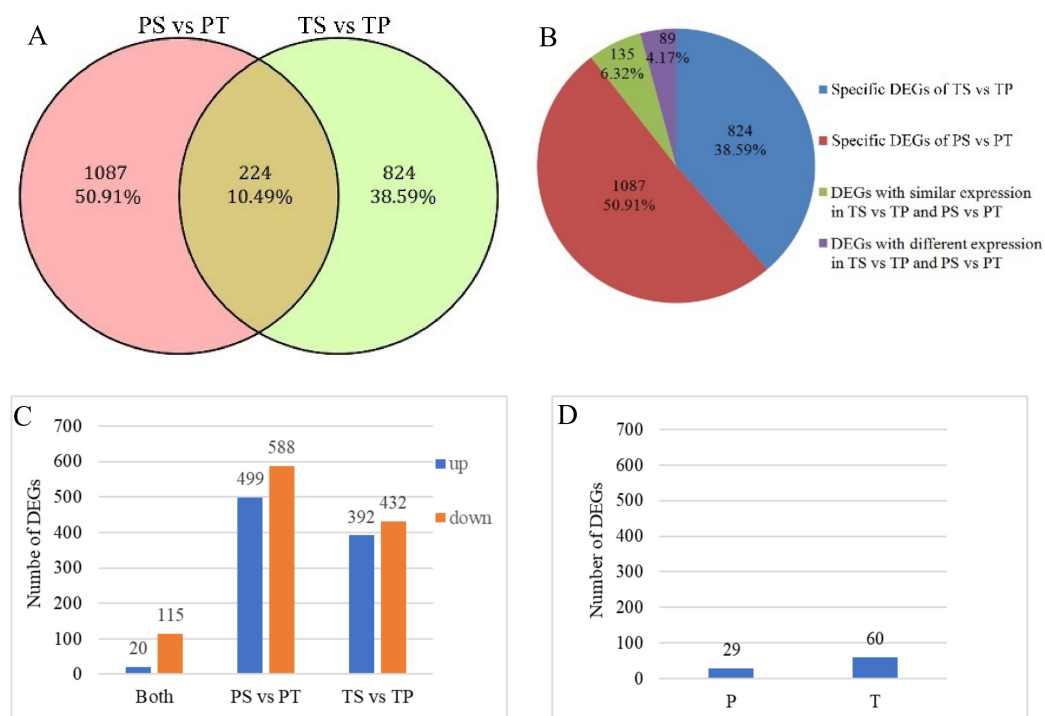 A
PS vs PT
TS vs TP
1087
50.91%
224
10.49%
824
38.59%
B
135
6.32%
89
4.17%
824
38.59%
1087
50.91%
Specific DEGs of TS vs TP
Specific DEGs of PS vs PT
DEGs with similar expression
in TS vs TP and PS vs PT
DEGs with different expression
in TS vs TP and PS vs PT
C
Numbe of DEGs
700
600
500
400
300
200
100
0
20
115
499
588
392
432
Both
PS vs PT
TS vs TP
up
down
D
Number of DEGs
700
600
500
400
300
200
100
0
29
60
P
T